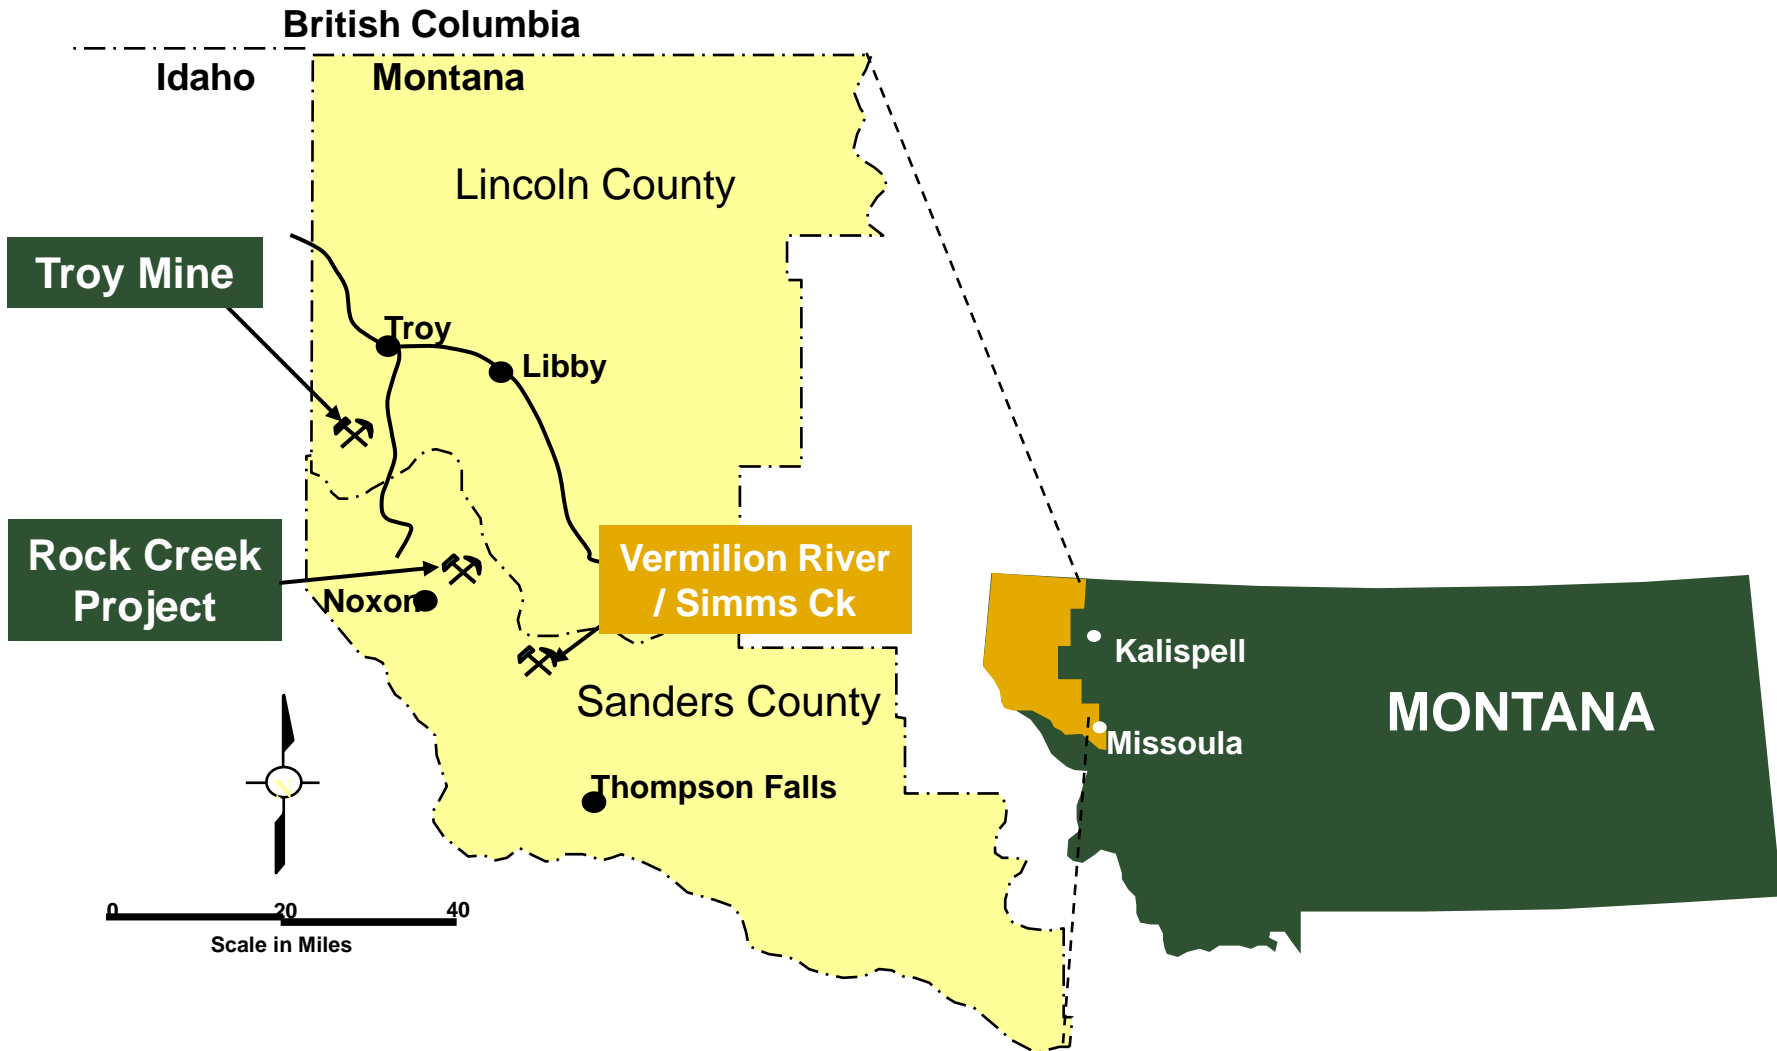 British Columbia
Idaho
Montana
Lincoln County
Troy Mine
Troy
Libby
Rock Creek
Project
Vermilion River
/ Simms Ck
Noxon
Kalispell
Sanders County
MONTANA
Missoula
N
Thompson Falls
0 20 40
Scale in Miles